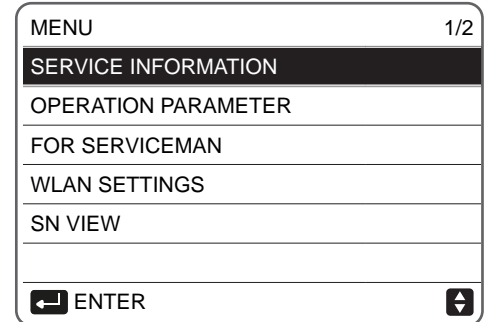 MENU 1/2
SERVICE INFORMATION
OPERATION PARAMETER
FOR SERVICEMAN
WLAN SETTINGS
SN VIEW
ENTER